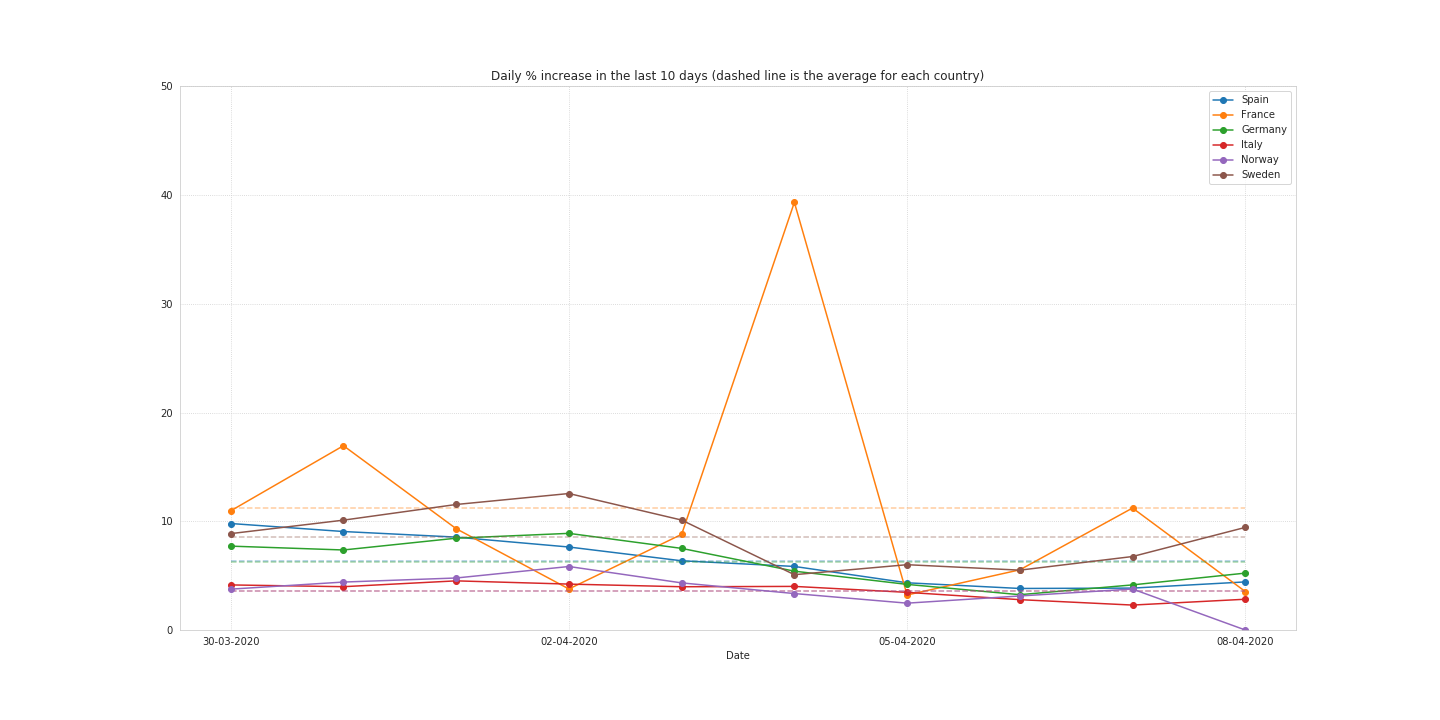 Daily % increase in the last 10 days (dashed line is the average for each country)
50
40
30
20
10
0
Spain
France
Germany
Italy
Norway
Sweden
30-03-2020 02-04-2020 05-04-2020 08-04-2020
Date